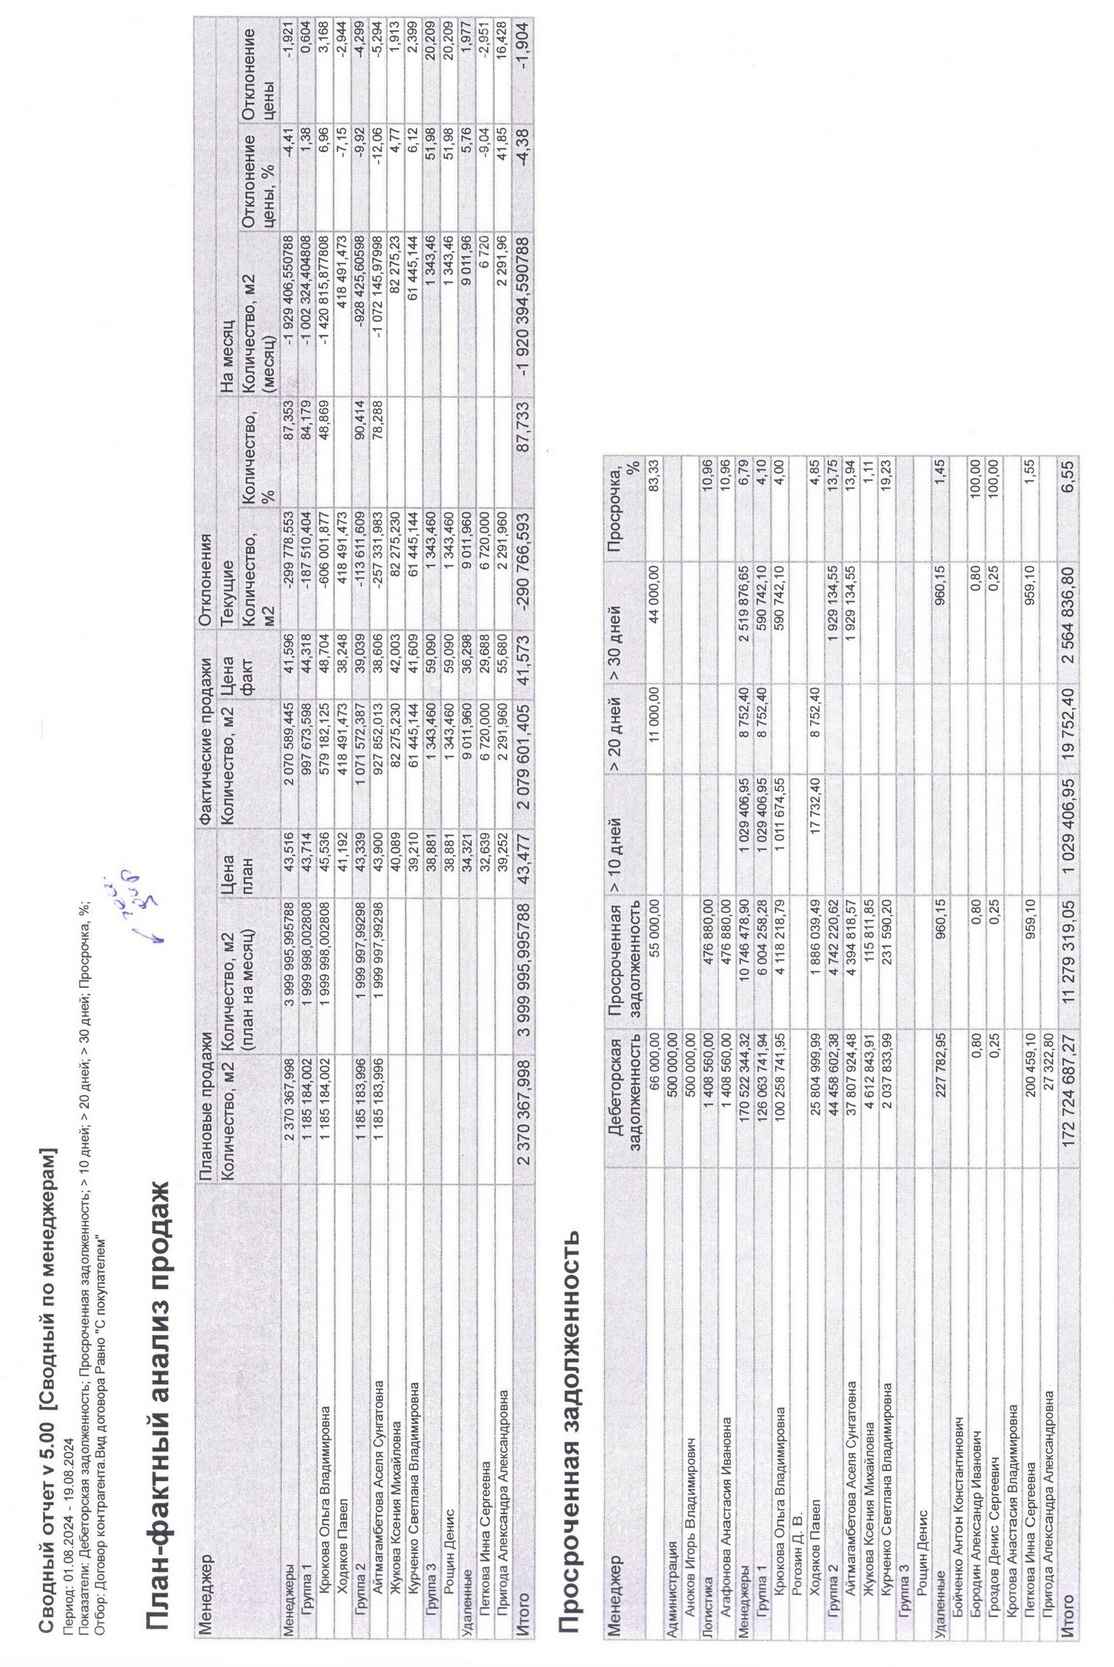 Сводный отчет v 5.00 [Сводный по менеджерам]
Период: 01.08.2024 - 19.08.2024
Показатели: Дебеторская задолженность; Просроченная задолженность; > 10 дней; > 20 дней; > 30 дней; Просрочка, %;
Отбор: Договор контрагента.Вид договора Равно "С покупателем"
План-фактный анализ продаж
Менеджер Плановые продажи Фактические продажи Отклонения
Текущие На месяц
Количество, м2 Количество, м2 (план на месяц) Цена план Количество, м2 Цена факт Количество, м2 Количество, % Количество, м2 (месяц) Отклонение цены, % Отклонение цены
Менеджеры 2 370 367,998 3 999 995,995788 43,516 2 070 589,445 41,596 -299 778,553 87,353 -1 929 406,550788 -4,41 -1,921
Группа 1 1 185 184,002 1 999 998,002808 43,714 997 673,598 44,318 -187 510,404 84,179 -1 002 324,404808 1,38 0,604
Крюкова Ольга Владимировна 1 185 184,002 1 999 998,002808 45,536 579 182,125 48,704 -606 001,877 48,869 -1 420 815,877808 6,96 3,168
Ходяков Павел 41,192 418 491,473 38,248 418 491,473 418 491,473 -7,15 -2,944
Группа 2 1 185 183,996 1 999 997,99298 43,339 1 071 572,387 39,039 -113 611,609 90,414 -928 425,60598 -9,92 -4,299
Айтмагамбетова Аселя Сунгатовна 1 185 183,996 1 999 997,99298 43,900 927 852,013 38,606 -257 331,983 78,288 -1 072 145,97998 -12,06 -5,294
Жукова Ксения Михайловна 40,089 82 275,230 42,003 82 275,230 82 275,23 4,77 1,913
Курченко Светлана Владимировна 39,210 61 445,144 41,609 61 445,144 61 445,144 6,12 2,399
Группа 3 38,881 1 343,460 59,090 1 343,460 1 343,46 51,98 20,209
Рощин Денис 38,881 1 343,460 59,090 1 343,460 1 343,46 51,98 20,209
Удаленные 34,321 9 011,960 36,298 9 011,960 9 011,96 5,76 1,977
Петкова Инна Сергеевна 32,639 6 720,000 29,688 6 720,000 6 720 -9,04 -2,951
Пригода Александра Александровна 39,252 2 291,960 55,680 2 291,960 2 291,96 41,85 16,428
Итого 2 370 367,998 3 999 995,995788 43,477 2 079 601,405 41,573 -290 766,593 87,733 -1 920 394,590788 -4,38 -1,904
Просроченная задолженность
Менеджер Дебеторская задолженность Просроченная задолженность > 10 дней > 20 дней > 30 дней Просрочка, %
66 000,00 55 000,00 11 000,00 44 000,00 83,33
Администрация 500 000,00
Аносков Игорь Владимирович 500 000,00
Логистика 1 408 560,00 476 880,00 10,96
Агафонова Анастасия Ивановна 1 408 560,00 476 880,00 10,96
Менеджеры 170 522 344,32 10 746 478,90 1 029 406,95 8 752,40 2 519 876,65 6,79
Группа 1 126 063 741,94 6 004 258,28 1 029 406,95 8 752,40 590 742,10 4,10
Крюкова Ольга Владимировна 100 258 741,95 4 118 218,79 1 011 674,55 590 742,10 4,00
Рогозин Д. В.
Ходяков Павел 25 804 999,99 1 886 039,49 17 732,40 8 752,40 4,85
Группа 2 44 458 602,38 4 742 220,62 1 929 134,55 13,75
Айтмагамбетова Аселя Сунгатовна 37 807 924,48 4 394 818,57 1 929 134,55 13,94
Жукова Ксения Михайловна 4 612 843,91 115 811,85 1,11
Курченко Светлана Владимировна 2 037 833,99 231 590,20 19,23
Группа 3
Рощин Денис
Удаленные 227 782,95 960,15 960,15 1,45
Бойченко Антон Константинович
Бородин Александр Иванович 0,80 0,80 0,80 100,00
Гроздов Денис Сергеевич 0,25 0,25 0,25 100,00
Кротова Анастасия Владимировна
Петкова Инна Сергеевна 200 459,10 959,10 959,10 1,55
Пригода Александра Александровна 27 322,80
Итого 172 724 687,27 11 279 319,05 1 029 406,95 19 752,40 2 564 836,80 6,55